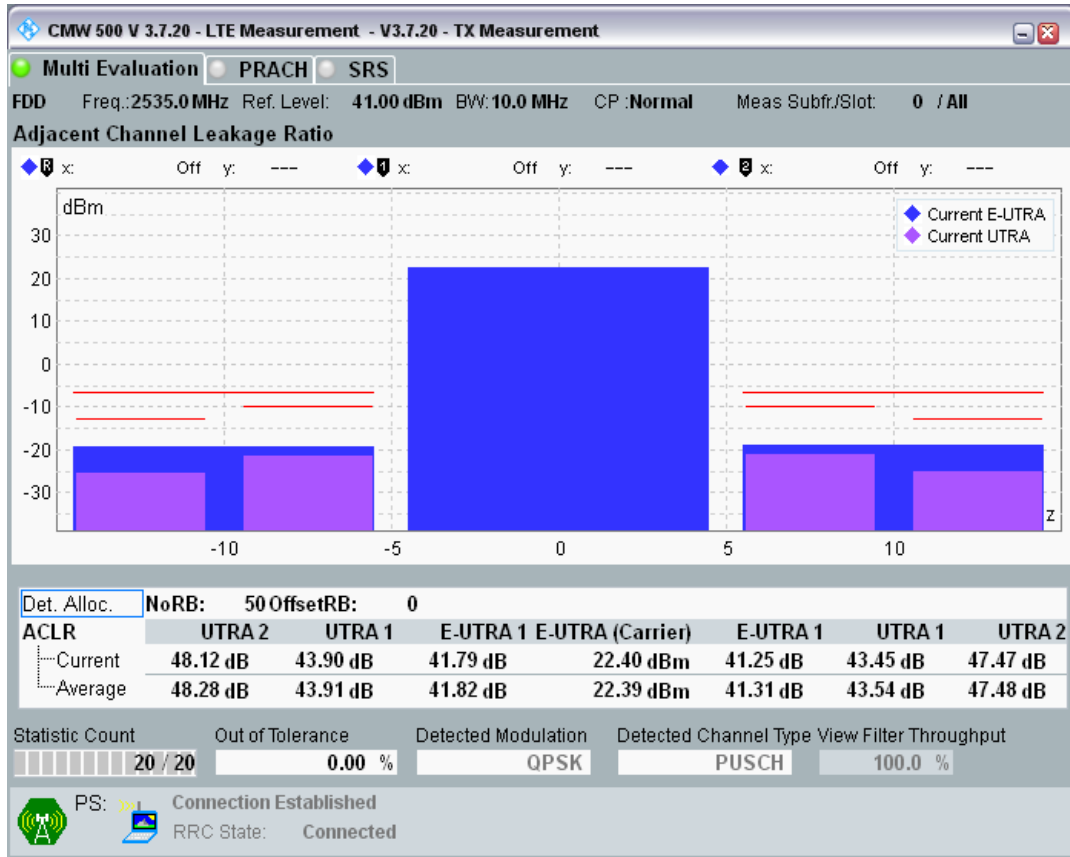 CMW 500 V 3.7.20 - LTE Measurement - V3.7.20 - TX Measurement
Multi Evaluation PRACH SRS
FDD Freq.:2535.0 MHz Ref. Level: 41.00 dBm BW: 10.0 MHz CP :Normal Meas Subfr./Slot: 0 / All
Adjacent Channel Leakage Ratio
R x: Off y: --- 1 x: Off y: --- 2 x: Off y: ---
dBm
Current E-UTRA
Current UTRA
30
20
10
0
-10
-20
-30
z
-10 -5 0 5 10
Det. Alloc. NoRB: 50 OffsetRB: 0
ACLR UTRA 2 UTRA 1 E-UTRA 1 E-UTRA (Carrier) E-UTRA 1 UTRA 1 UTRA 2
Current 48.12 dB 43.90 dB 41.79 dB 22.40 dBm 41.25 dB 43.45 dB 47.47 dB
Average 48.28 dB 43.91 dB 41.82 dB 22.39 dBm 41.31 dB 43.54 dB 47.48 dB
Statistic Count Out of Tolerance Detected Modulation Detected Channel Type View Filter Throughput
20 / 20 0.00 % QPSK PUSCH 100.0 %
PS: Connection Established
RRC State: Connected